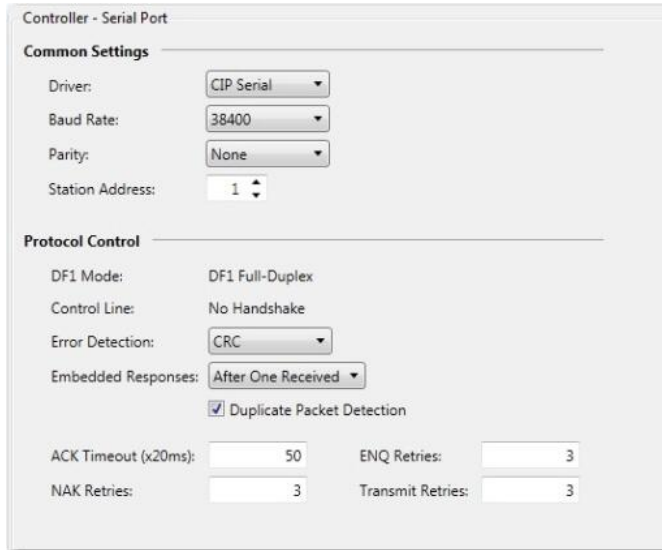 Controller - Serial Port
Common Settings
Driver: CIP Serial
Baud Rate: 38400
Parity: None
Station Address: 1
Protocol Control
DF1 Mode: DF1 Full-Duplex
Control Line: No Handshake
Error Detection: CRC
Embedded Responses: After One Received
Duplicate Packet Detection
ACK Timeout (x20ms): 50 ENQ Retries: 3
NAK Retries: 3 Transmit Retries: 3